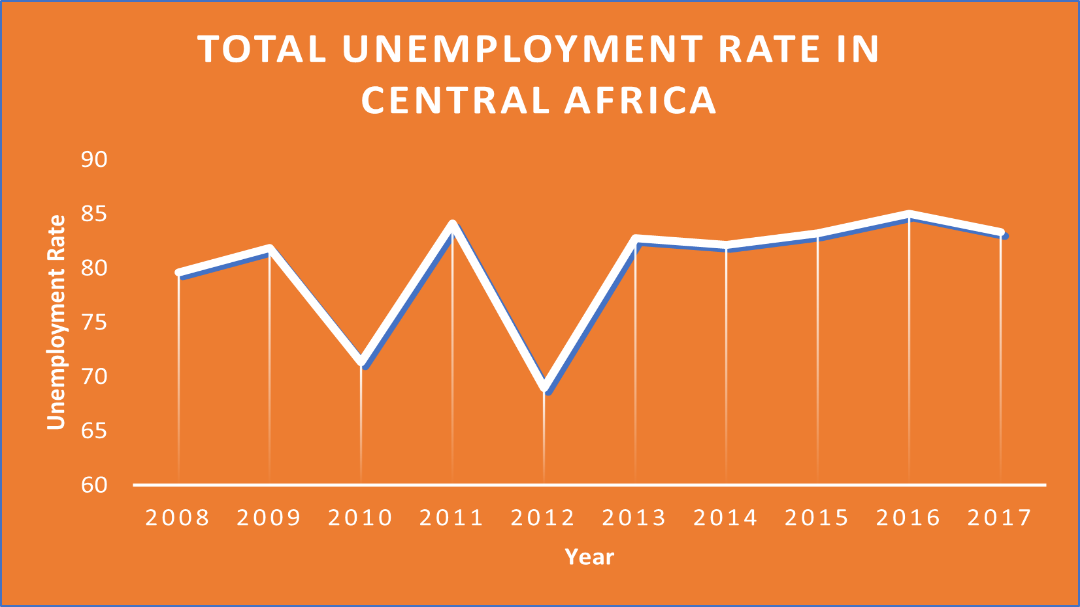 TOTAL UNEMPLOYMENT RATE IN
CENTRAL AFRICA
90
85
80
75
70
65
60
Unemployment Rate
2008 2009 2010 2011 2012 2013 2014 2015 2016 2017
Year